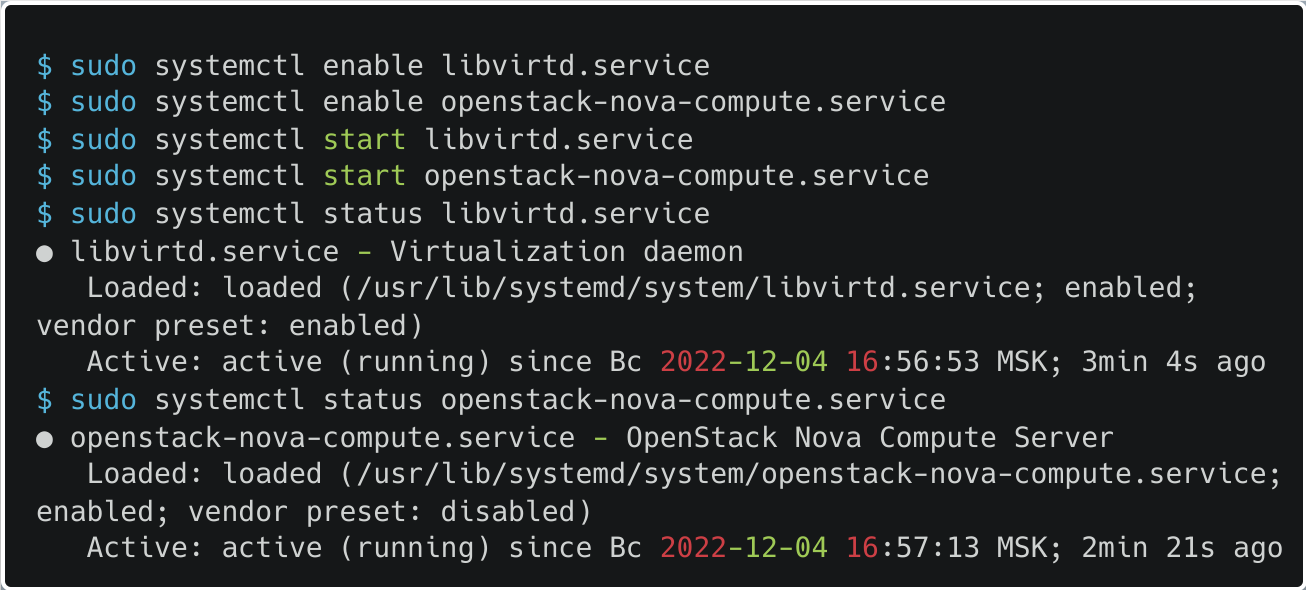 $ sudo systemctl enable libvirtd.service
$ sudo systemctl enable openstack-nova-compute.service
$ sudo systemctl start libvirtd.service
$ sudo systemctl start openstack-nova-compute.service
$ sudo systemctl status libvirtd.service
● libvirtd.service - Virtualization daemon
Loaded: loaded (/usr/lib/systemd/system/libvirtd.service; enabled;
vendor preset: enabled)
Active: active (running) since Вс 2022-12-04 16:56:53 MSK; 3min 4s ago
$ sudo systemctl status openstack-nova-compute.service
● openstack-nova-compute.service - OpenStack Nova Compute Server
Loaded: loaded (/usr/lib/systemd/system/openstack-nova-compute.service;
enabled; vendor preset: disabled)
Active: active (running) since Вс 2022-12-04 16:57:13 MSK; 2min 21s ago